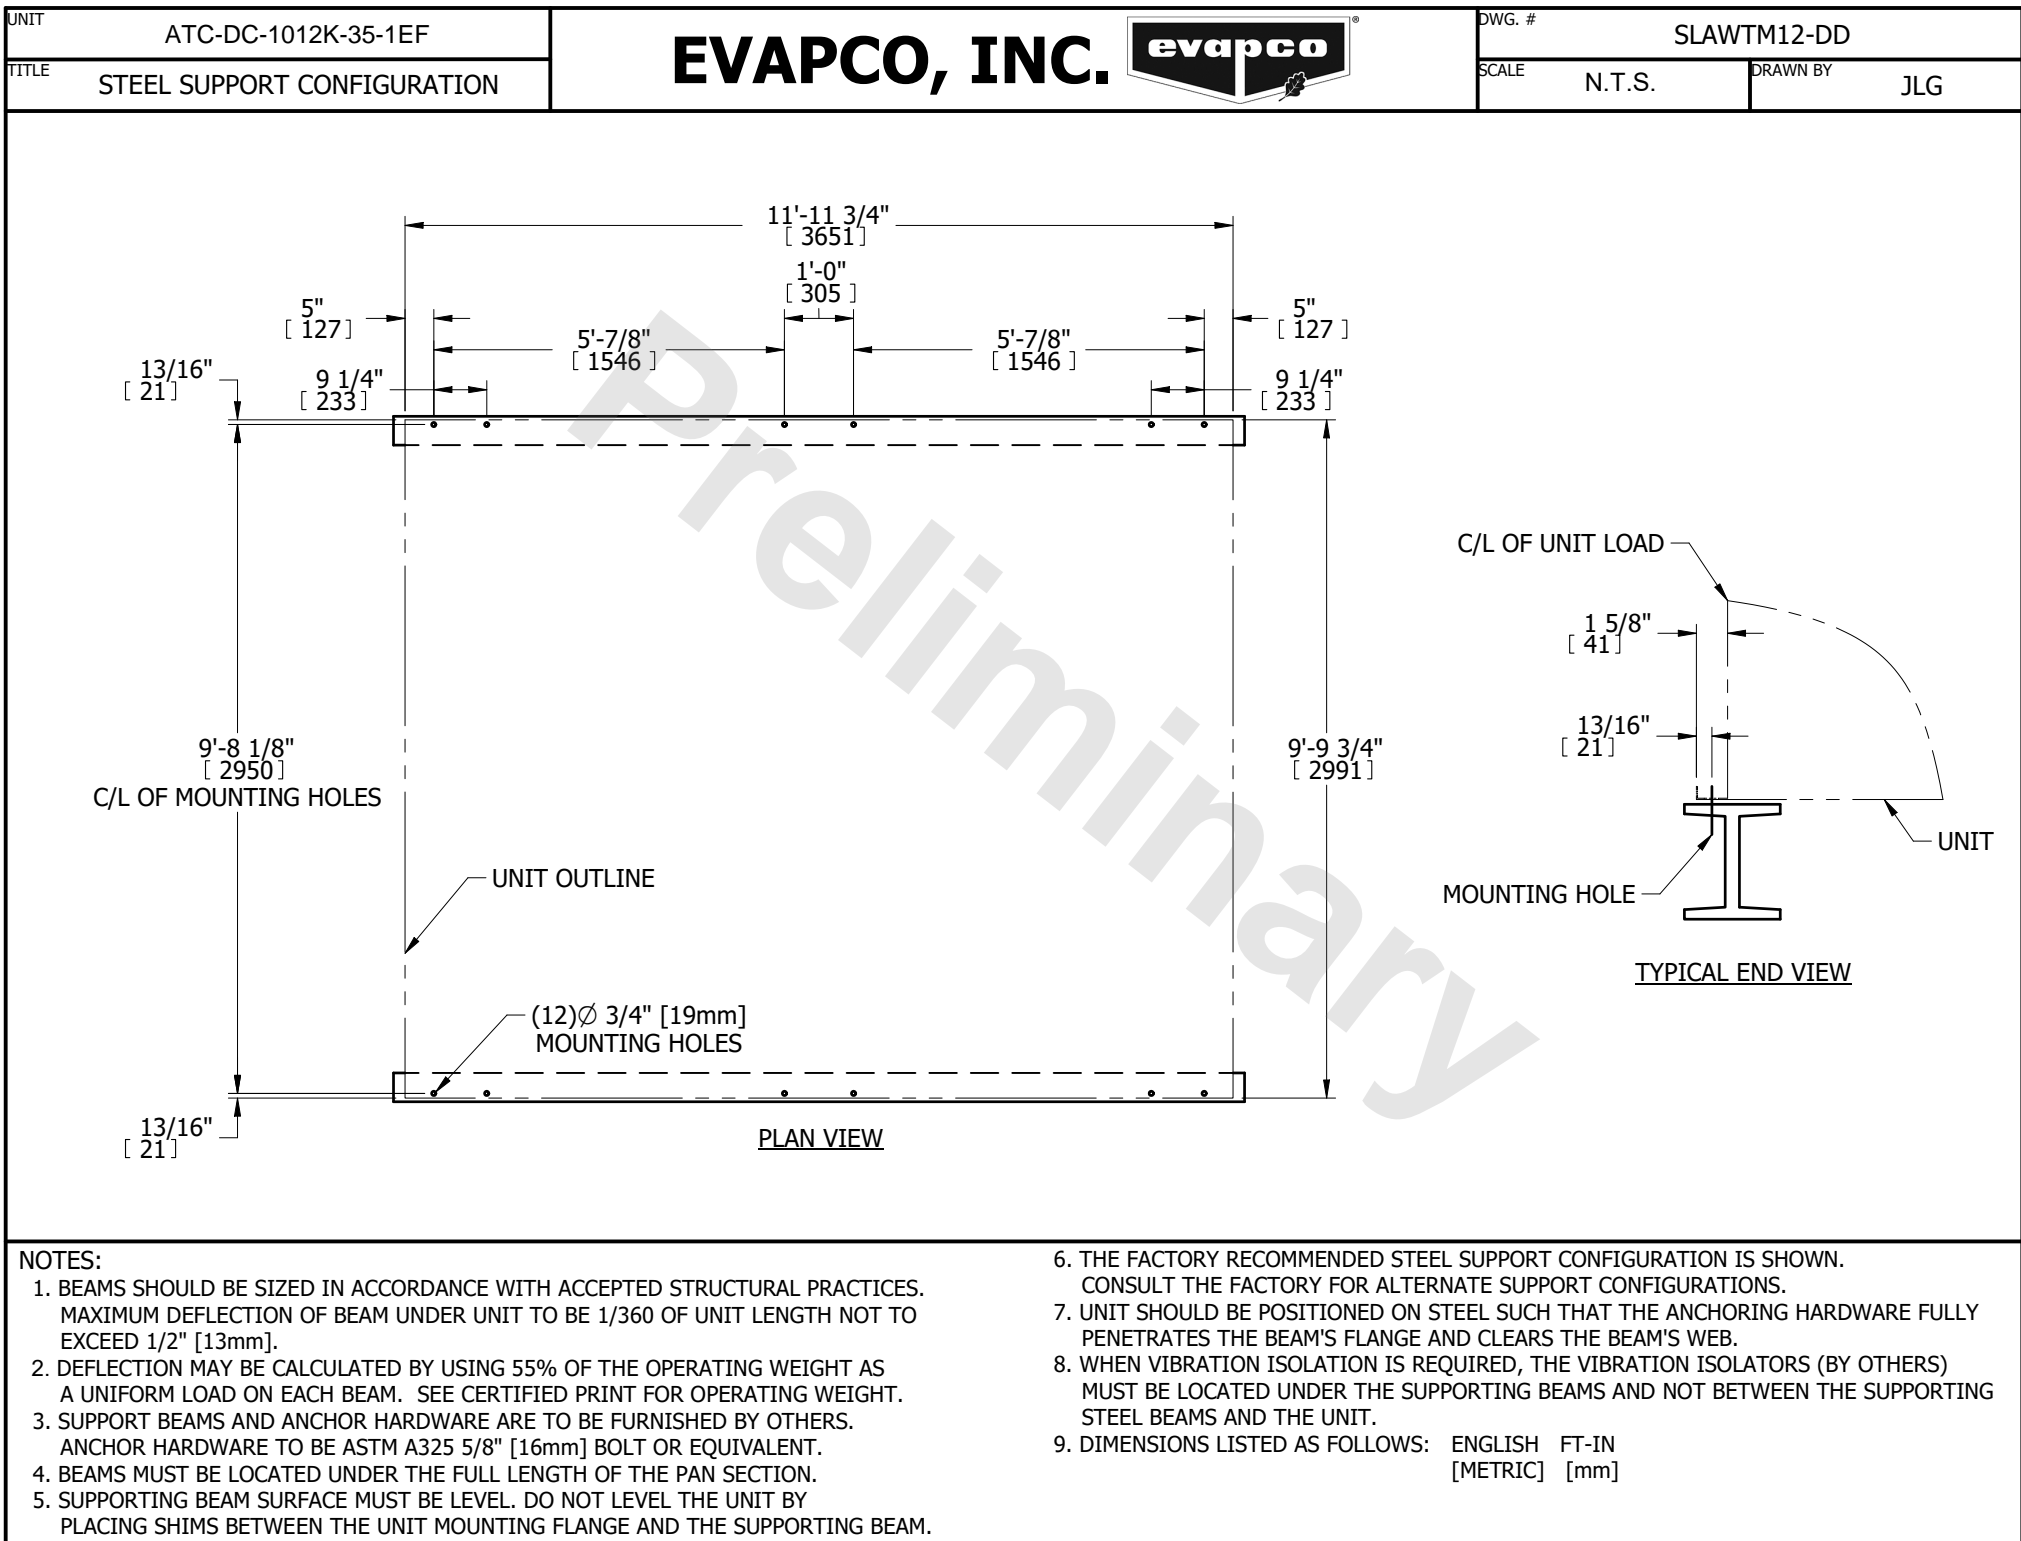 UNIT
ATC-DC-1012K-35-1EF
TITLE
STEEL SUPPORT CONFIGURATION
EVAPCO, INC.
evapco
®
DWG. #
SLAWTM12-DD
SCALE
N.T.S.
DRAWN BY
JLG
11'-11 3/4"
[ 3651 ]
1'-0"
[ 305 ]
5"
[ 127 ]
5"
[ 127 ]
5'-7/8"
[ 1546 ]
5'-7/8"
[ 1546 ]
13/16"
[ 21 ]
9 1/4"
[ 233 ]
9 1/4"
[ 233 ]
Preliminary
C/L OF UNIT LOAD
1 5/8"
[ 41 ]
13/16"
[ 21 ]
9'-8 1/8"
[ 2950 ]
C/L OF MOUNTING HOLES
9'-9 3/4"
[ 2991 ]
UNIT
MOUNTING HOLE
UNIT OUTLINE
TYPICAL END VIEW
(12)∅ 3/4" [19mm]
MOUNTING HOLES
13/16"
[ 21 ]
PLAN VIEW
NOTES:
1. BEAMS SHOULD BE SIZED IN ACCORDANCE WITH ACCEPTED STRUCTURAL PRACTICES.
MAXIMUM DEFLECTION OF BEAM UNDER UNIT TO BE 1/360 OF UNIT LENGTH NOT TO
EXCEED 1/2" [13mm].
2. DEFLECTION MAY BE CALCULATED BY USING 55% OF THE OPERATING WEIGHT AS
A UNIFORM LOAD ON EACH BEAM. SEE CERTIFIED PRINT FOR OPERATING WEIGHT.
3. SUPPORT BEAMS AND ANCHOR HARDWARE ARE TO BE FURNISHED BY OTHERS.
ANCHOR HARDWARE TO BE ASTM A325 5/8" [16mm] BOLT OR EQUIVALENT.
4. BEAMS MUST BE LOCATED UNDER THE FULL LENGTH OF THE PAN SECTION.
5. SUPPORTING BEAM SURFACE MUST BE LEVEL. DO NOT LEVEL THE UNIT BY
PLACING SHIMS BETWEEN THE UNIT MOUNTING FLANGE AND THE SUPPORTING BEAM.
6. THE FACTORY RECOMMENDED STEEL SUPPORT CONFIGURATION IS SHOWN.
CONSULT THE FACTORY FOR ALTERNATE SUPPORT CONFIGURATIONS.
7. UNIT SHOULD BE POSITIONED ON STEEL SUCH THAT THE ANCHORING HARDWARE FULLY
PENETRATES THE BEAM'S FLANGE AND CLEARS THE BEAM'S WEB.
8. WHEN VIBRATION ISOLATION IS REQUIRED, THE VIBRATION ISOLATORS (BY OTHERS)
MUST BE LOCATED UNDER THE SUPPORTING BEAMS AND NOT BETWEEN THE SUPPORTING
STEEL BEAMS AND THE UNIT.
9. DIMENSIONS LISTED AS FOLLOWS: ENGLISH FT-IN
[METRIC] [mm]